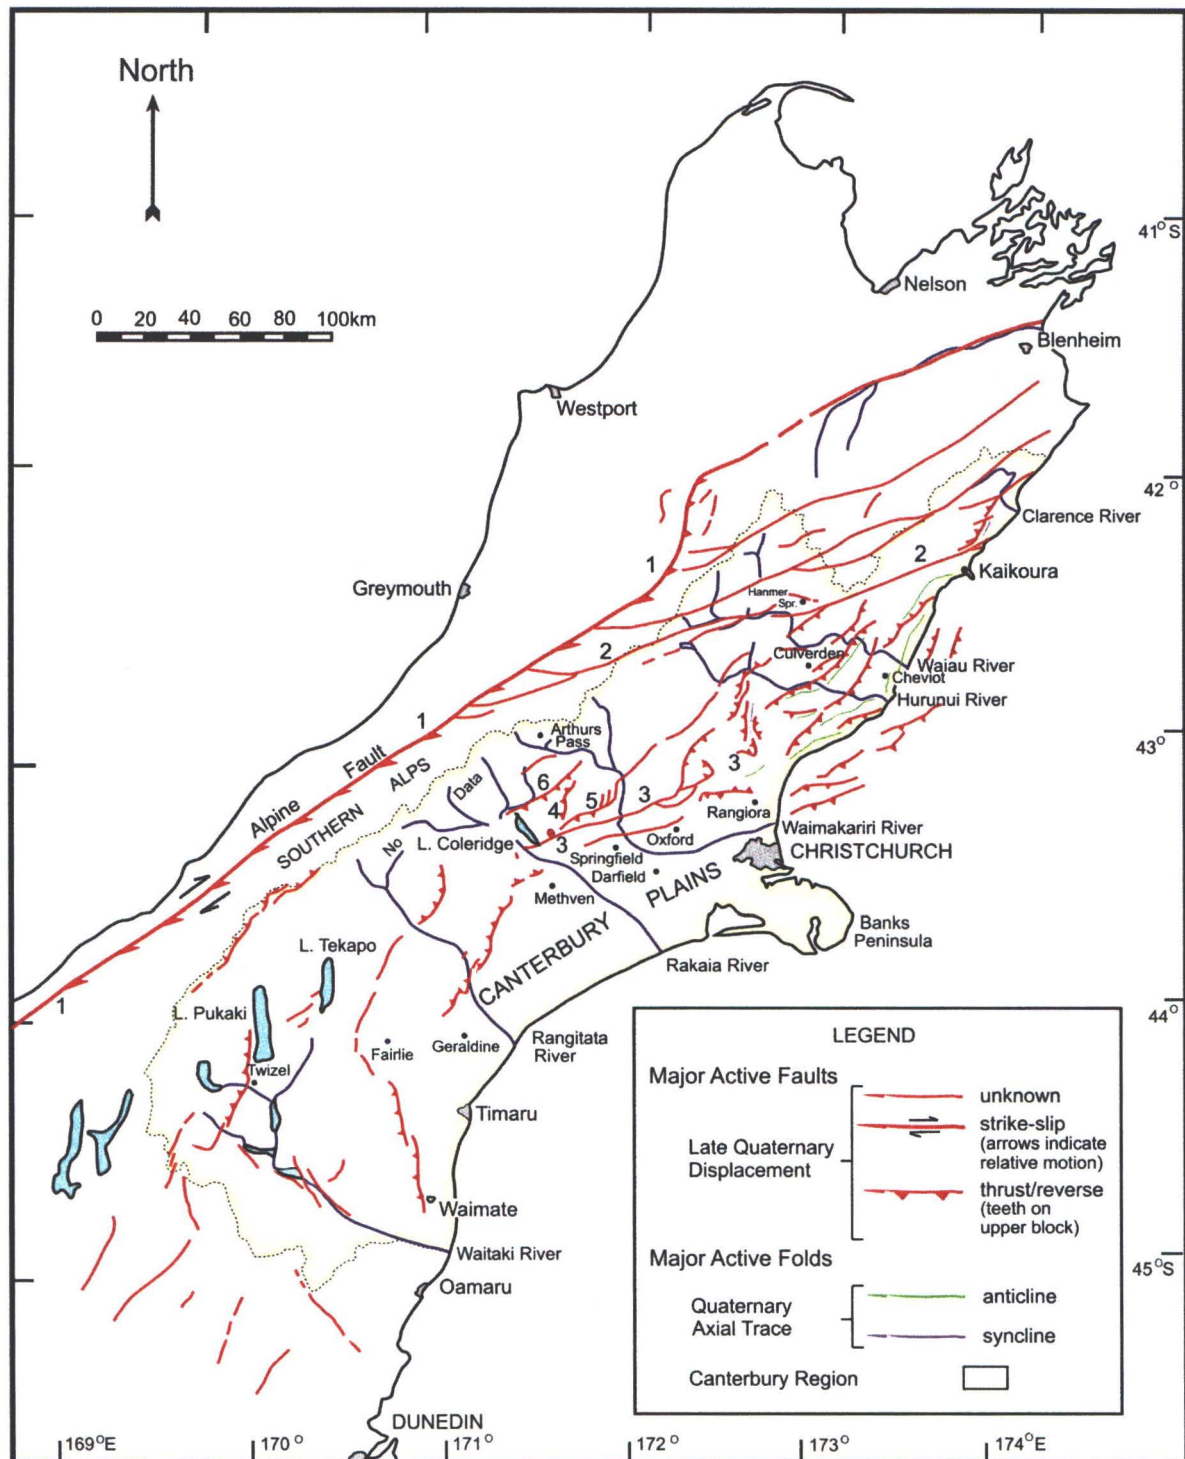 North
0 20 40 60 80 100km
Nelson
41°S
Blenheim
Westport
42°
Clarence River
1
2
Kaikoura
Greymouth
Hanmer
Spr.
2
Culverden
Waiau River
Cheviot
Hurunui River
1
43°
Arthurs
Pass
Alpine Fault
SOUTHERN ALPS
No Data
6
5
4
3
3
3
Rangiora
L. Coleridge
Oxford
Waimakariri River
CHRISTCHURCH
Springfield
Darfield
Methven
CANTERBURY PLAINS
Banks
Peninsula
L. Tekapo
Rakaia River
1
L. Pukaki
44°
Fairlie
Geraldine
Rangitata
River
Twizel
Timaru
Waimate
Waitaki River
Oamaru
45°S
DUNEDIN
169°E 170° 171° 172° 173° 174°E
LEGEND
Major Active Faults
Late Quaternary
Displacement
unknown
strike-slip
(arrows indicate
relative motion)
thrust/reverse
(teeth on
upper block)
Major Active Folds
Quaternary
Axial Trace
anticline
syncline
Canterbury Region